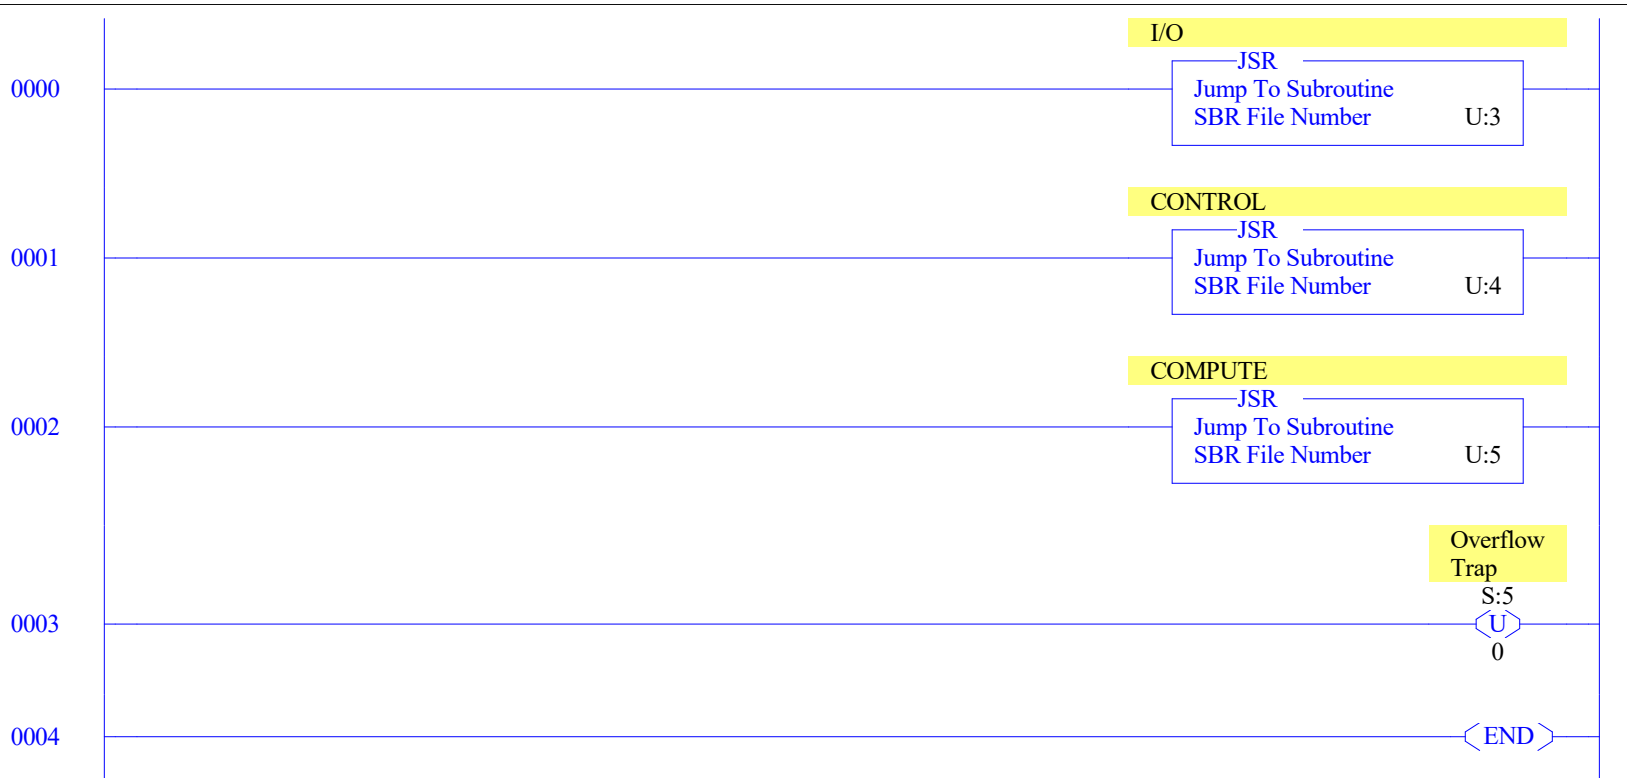 I/O
JSR
0000
Jump To Subroutine
SBR File Number U:3
CONTROL
JSR
0001
Jump To Subroutine
SBR File Number U:4
COMPUTE
JSR
0002
Jump To Subroutine
SBR File Number U:5
Overflow
Trap
S:5
0003
U
0
0004
END